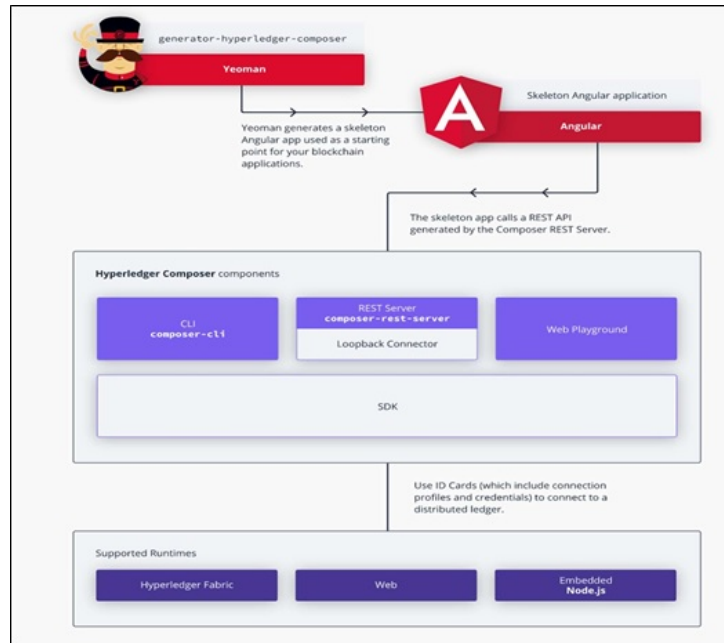 generator-hyperledger-composer
Yeoman
Skeleton Angular application
A
Angular
Yeoman generates a skeleton
Angular app used as a starting
point for your blockchain
applications.
The skeleton app calls a REST API
generated by the Composer REST Server.
Hyperledger Composer components
CLI
composer-cli
REST Server
composer-rest-server
Loopback Connector
Web Playground
SDK
Use ID Cards (which include connection
profiles and credentials) to connect to a
distributed ledger.
Supported Runtimes
Hyperledger Fabric
Web
Embedded
Node.js